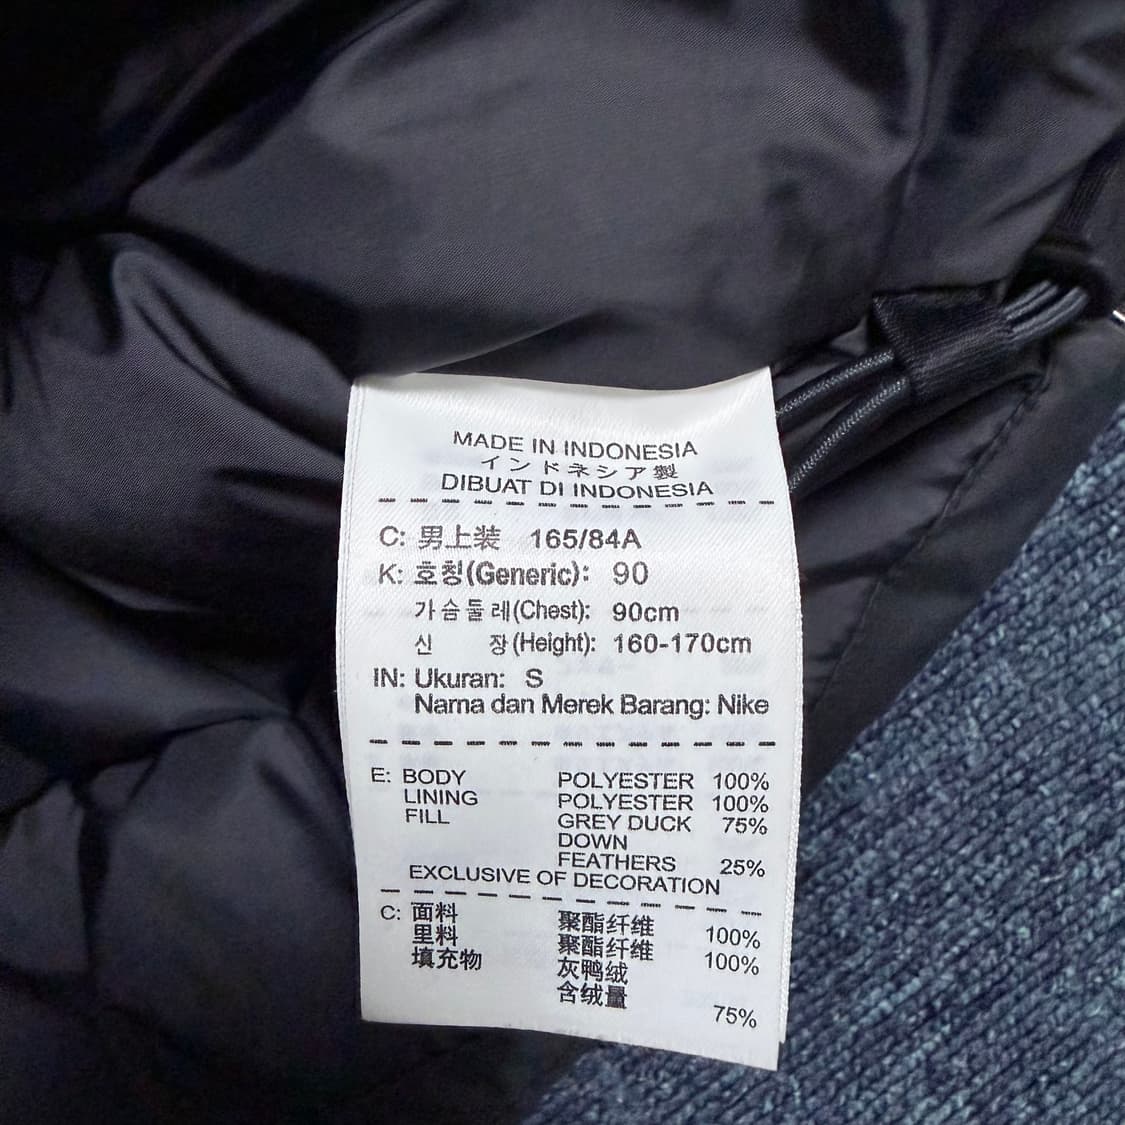 MADE IN INDONESIA
インドネシア製
DIBUAT DI INDONESIA
C: 男上装 165/84A
K: 호칭(Generic): 90
가슴둘레(Chest): 90cm
신 장(Height): 160-170cm
IN: Ukuran: S
Nama dan Merek Barang: Nike
E: BODY POLYESTER 100%
LINING POLYESTER 100%
FILL GREY DUCK 75%
DOWN
FEATHERS 25%
EXCLUSIVE OF DECORATION
C: 面料 聚酯纤维 100%
里料 聚酯纤维 100%
填充物 灰鸭绒
含绒量 75%